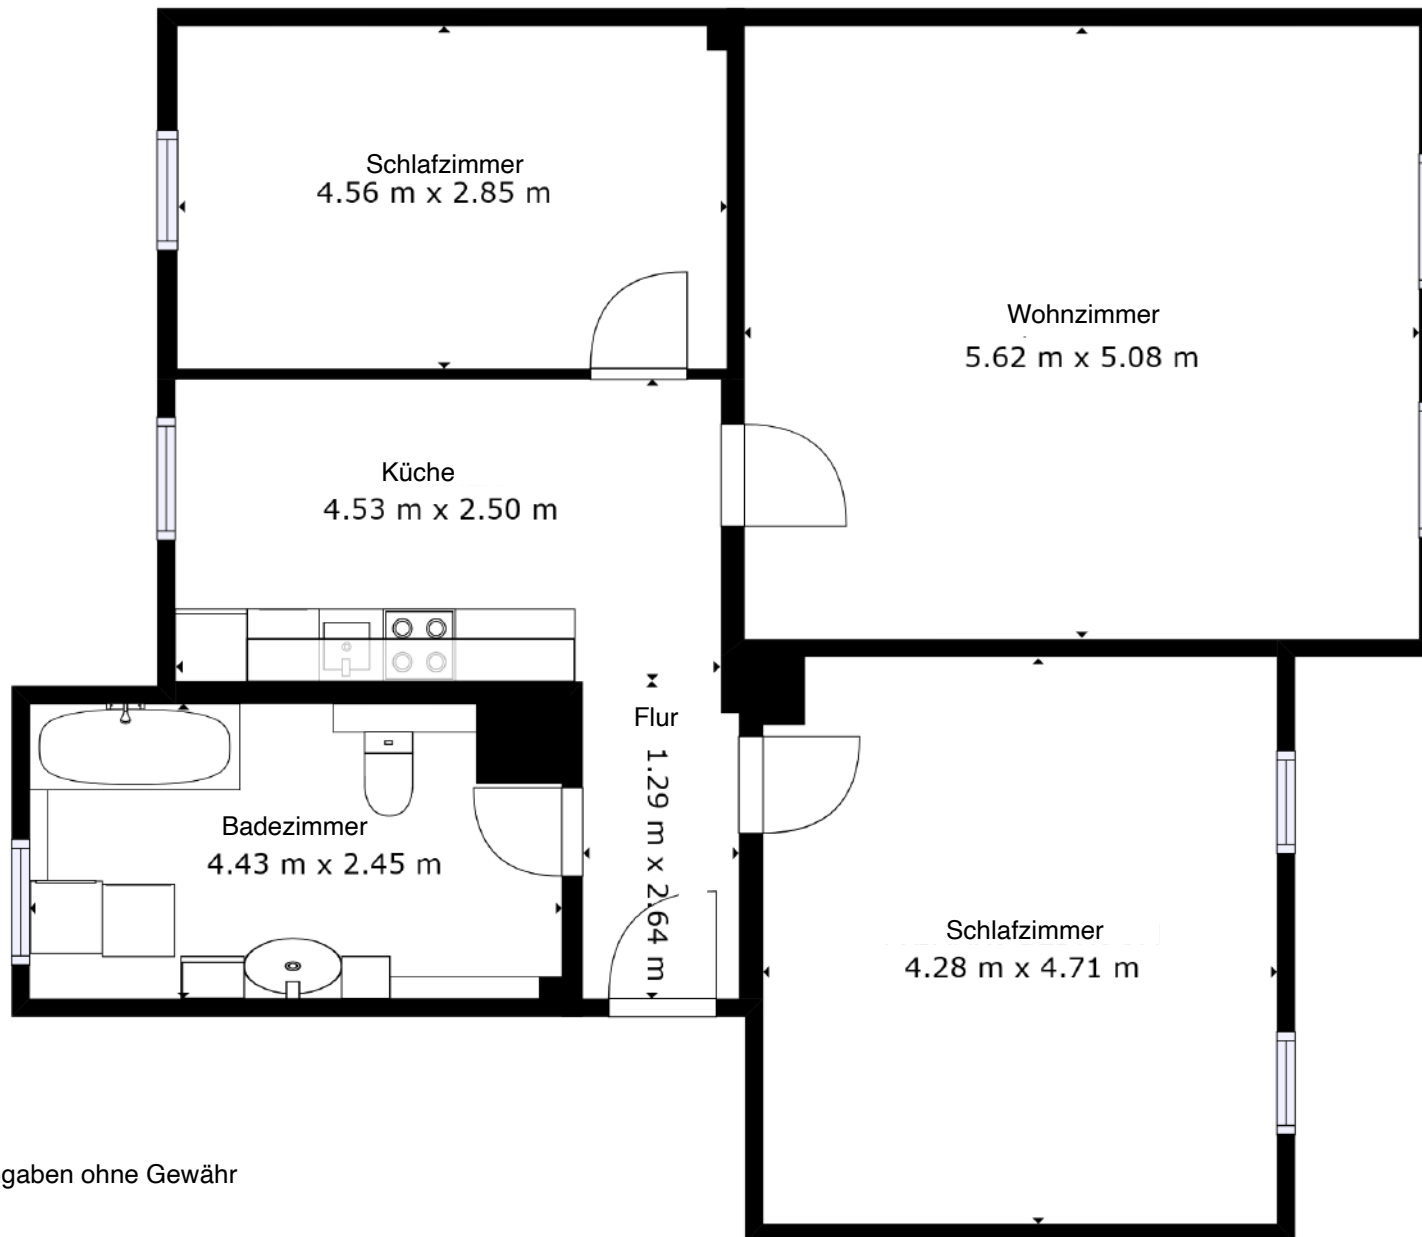 Schlafzimmer
4.56 m x 2.85 m
Wohnzimmer
5.62 m x 5.08 m
Küche
4.53 m x 2.50 m
Flur
1.29 m x 2.64 m
Badezimmer
4.43 m x 2.45 m
Schlafzimmer
4.28 m x 4.71 m
gaben ohne Gewähr